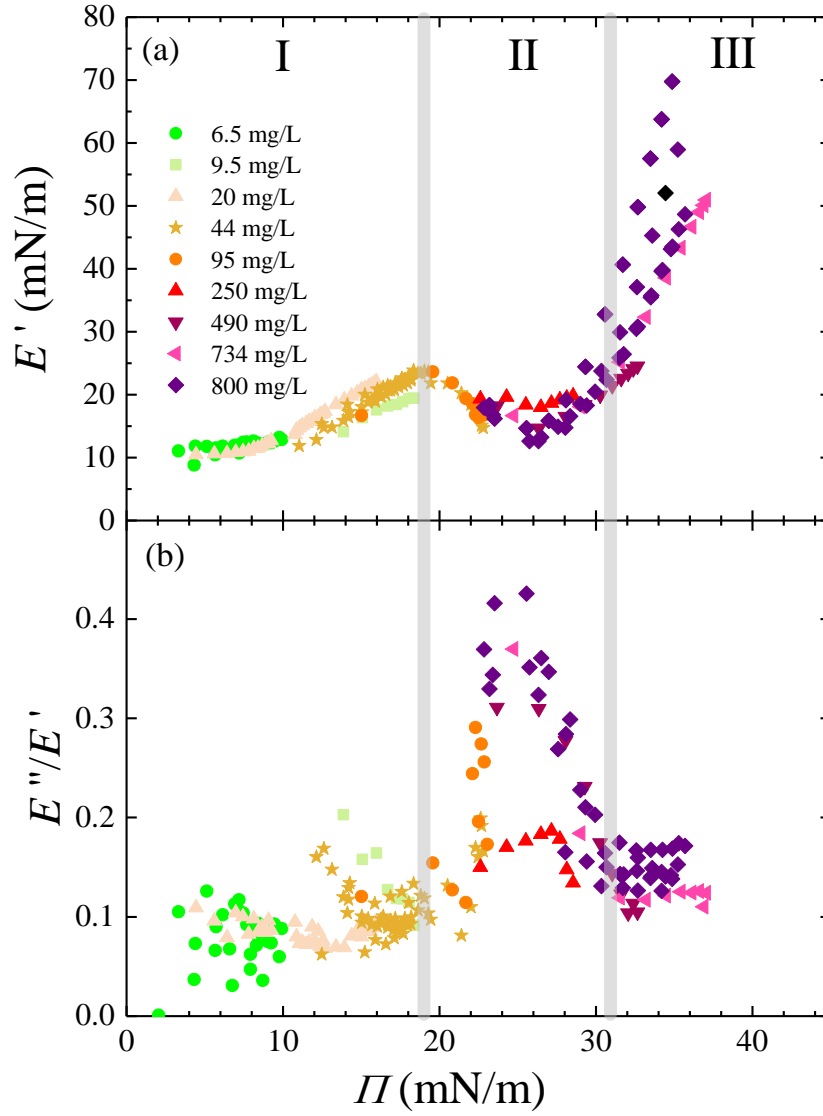 80
(a)
I
II
III
70
6.5 mg/L
60
9.5 mg/L
20 mg/L
50
44 mg/L
95 mg/L
40
250 mg/L
490 mg/L
30
734 mg/L
800 mg/L
20
10
0
E ' (mN/m)
(b)
0.4
0.3
0.2
0.1
0.0
E ''/E '
0
10
20
30
40
Π (mN/m)